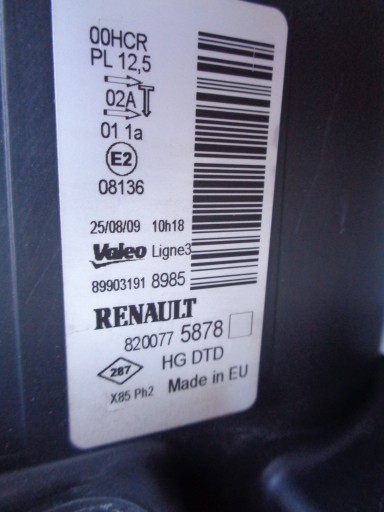 00HCR
PL 12,5
02A
01 1a
E2
08136
25/08/09 10h18
Valeo Ligne3
89903191 8985
RENAULT
820077 5878
287 HG DTD
X85 Ph2 Made in EU